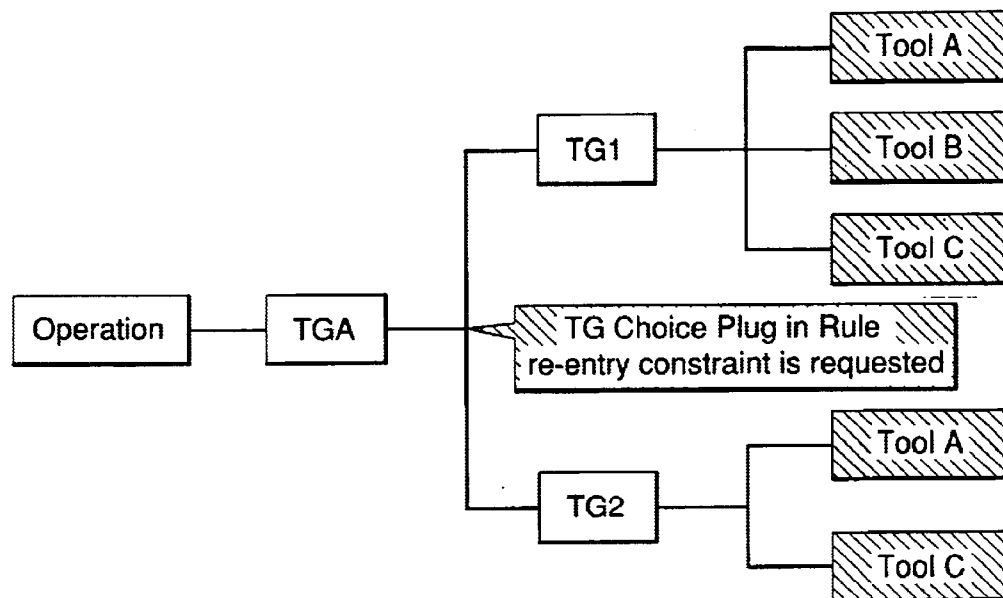 Tool A
TG1
Tool B
Tool C
Operation
TGA
TG Choice Plug in Rule
re-entry constraint is requested
Tool A
TG2
Tool C